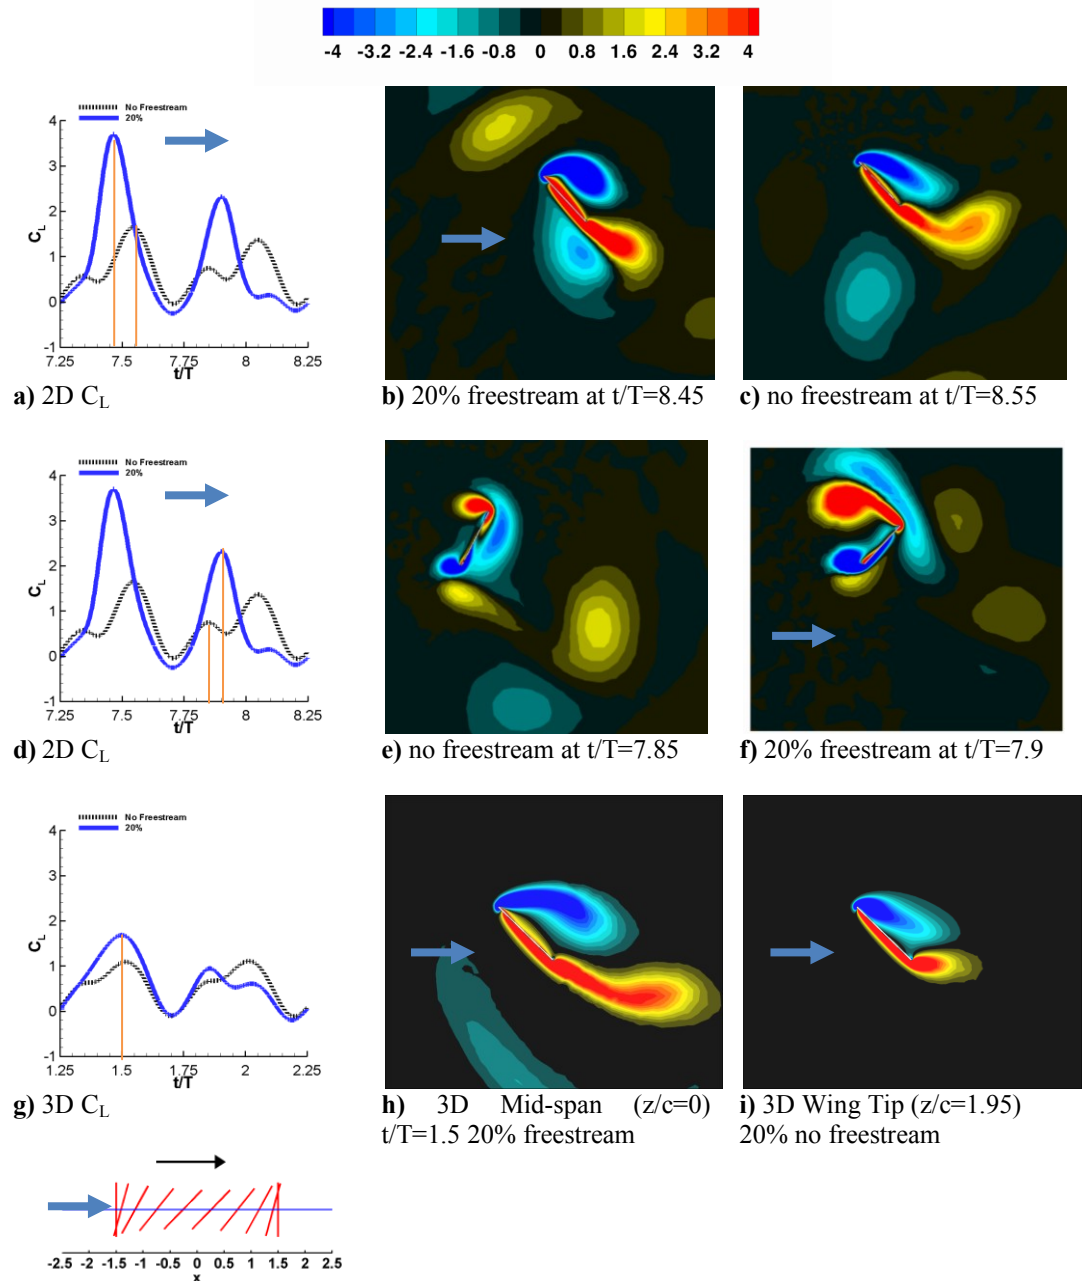 -4 -3.2 -2.4 -1.6 -0.8 0 0.8 1.6 2.4 3.2 4
No Freestream
20%
4
3
2
1
0
-1
C_L
7.25 7.5 7.75 8 8.25
t/T
a) 2D C_L
b) 20% freestream at t/T=8.45
c) no freestream at t/T=8.55
No Freestream
20%
4
3
2
1
0
-1
C_L
7.25 7.5 7.75 8 8.25
t/T
d) 2D C_L
e) no freestream at t/T=7.85
f) 20% freestream at t/T=7.9
No Freestream
20%
4
3
2
1
0
-1
C_L
1.25 1.5 1.75 2 2.25
t/T
g) 3D C_L
h) 3D Mid-span (z/c=0)
t/T=1.5 20% freestream
i) 3D Wing Tip (z/c=1.95)
20% no freestream
-2.5 -2 -1.5 -1 -0.5 0 0.5 1 1.5 2 2.5
x